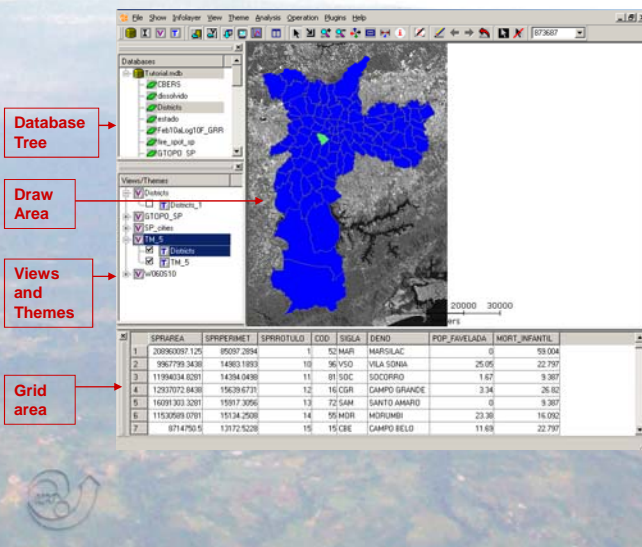 File Show Infolayer View Theme Analysis Operation Plugins Help
873687
Databases
Tutorial.mdb
CBERS
dissolvido
Districts
estado
Feb10aLog10F_GRR
fire_spot_sp
GTOPO_SP
Views/Themes
Districts
Districts_1
GTOPO_SP
SP_cities
TM_5
Districts
TM_5
W060S10
Database
Tree
Draw
Area
Views
and
Themes
Grid
area
20000 30000
ers
SPRAREA SPRPERIMET SPRROTULO COD SIGLA DENO POP_FAVELADA MORT_INFANTIL
1 208960097.125 85097.2894 1 52 MAR MARSILAC 0 59.004
2 9967799.3438 14983.1893 10 96 VSO VILA SONIA 25.05 22.797
3 11994034.8281 14394.0498 11 81 SOC SOCORRO 1.67 9.387
4 12937072.8438 15639.6731 12 16 CGR CAMPO GRANDE 3.34 26.82
5 16091303.3281 15917.3056 13 72 SAM SANTO AMARO 0 9.387
6 11530589.0781 15134.2508 14 55 MOR MORUMBI 23.38 16.092
7 8714750.5 13172.5228 15 15 CBE CAMPO BELO 11.69 22.797